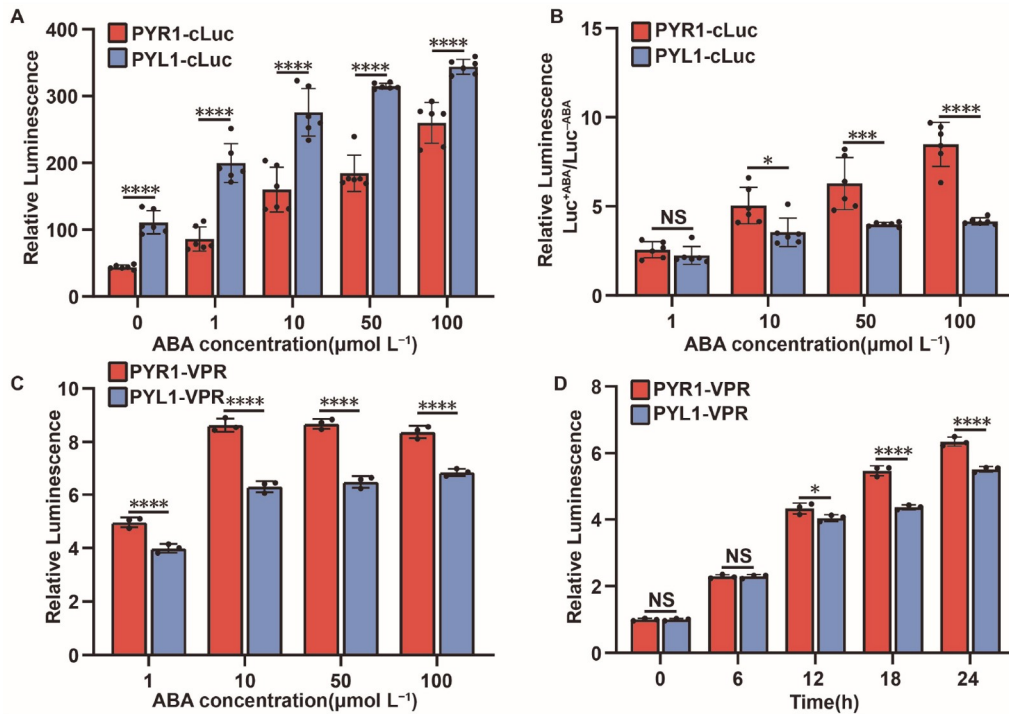 A
PYR1-cLuc
PYL1-cLuc
Relative Luminescence
400
300
200
100
0
****
****
****
****
****
0 1 10 50 100
ABA concentration(μmol L⁻¹)
B
PYR1-cLuc
PYL1-cLuc
Relative Luminescence
Luc⁺ᴬᴮᴬ/Luc⁻ᴬᴮᴬ
15
10
5
0
NS
*
***
****
1 10 50 100
ABA concentration(μmol L⁻¹)
C
PYR1-VPR
PYL1-VPR
Relative Luminescence
10
8
6
4
2
0
****
****
****
****
1 10 50 100
ABA concentration(μmol L⁻¹)
D
PYR1-VPR
PYL1-VPR
Relative Luminescence
8
6
4
2
0
NS
NS
*
****
****
0 6 12 18 24
Time(h)